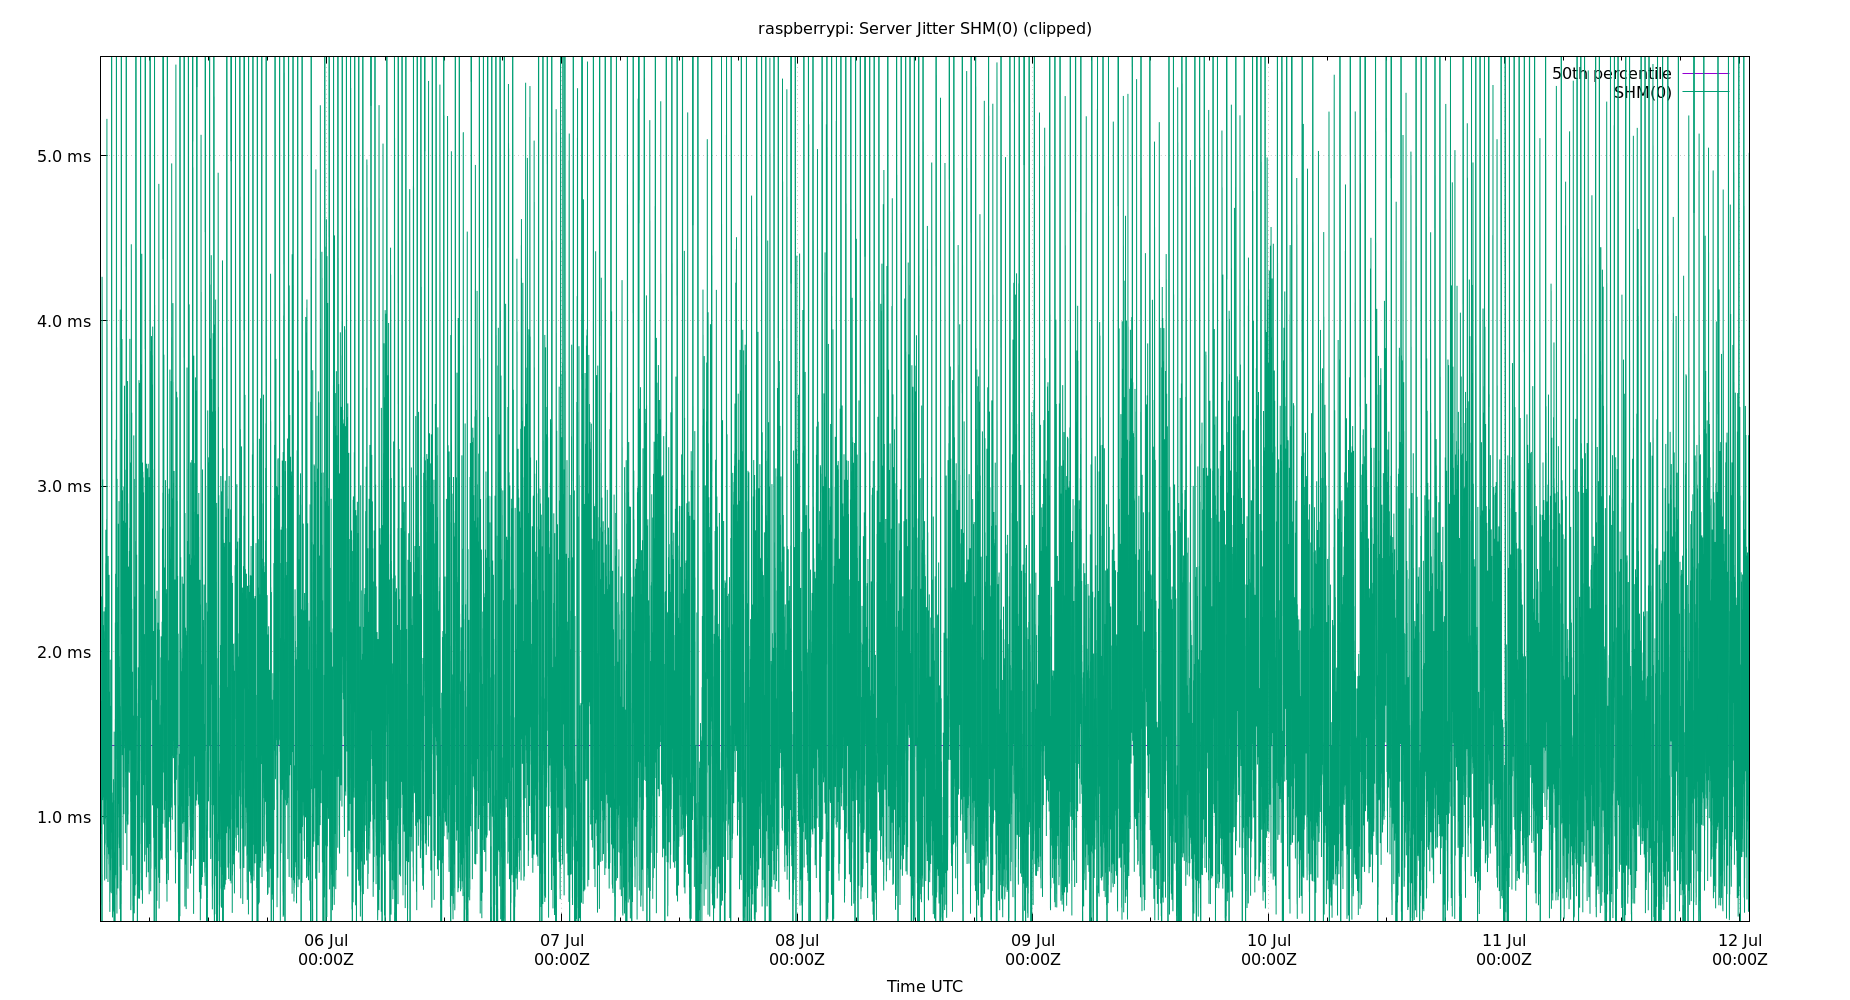 raspberrypi: Server Jitter SHM(0) (clipped)
50th percentile
SHM(0)
5.0 ms
4.0 ms
3.0 ms
2.0 ms
1.0 ms
06 Jul 07 Jul 08 Jul 09 Jul 10 Jul 11 Jul 12 Jul
00:00Z 00:00Z 00:00Z 00:00Z 00:00Z 00:00Z 00:00Z
Time UTC